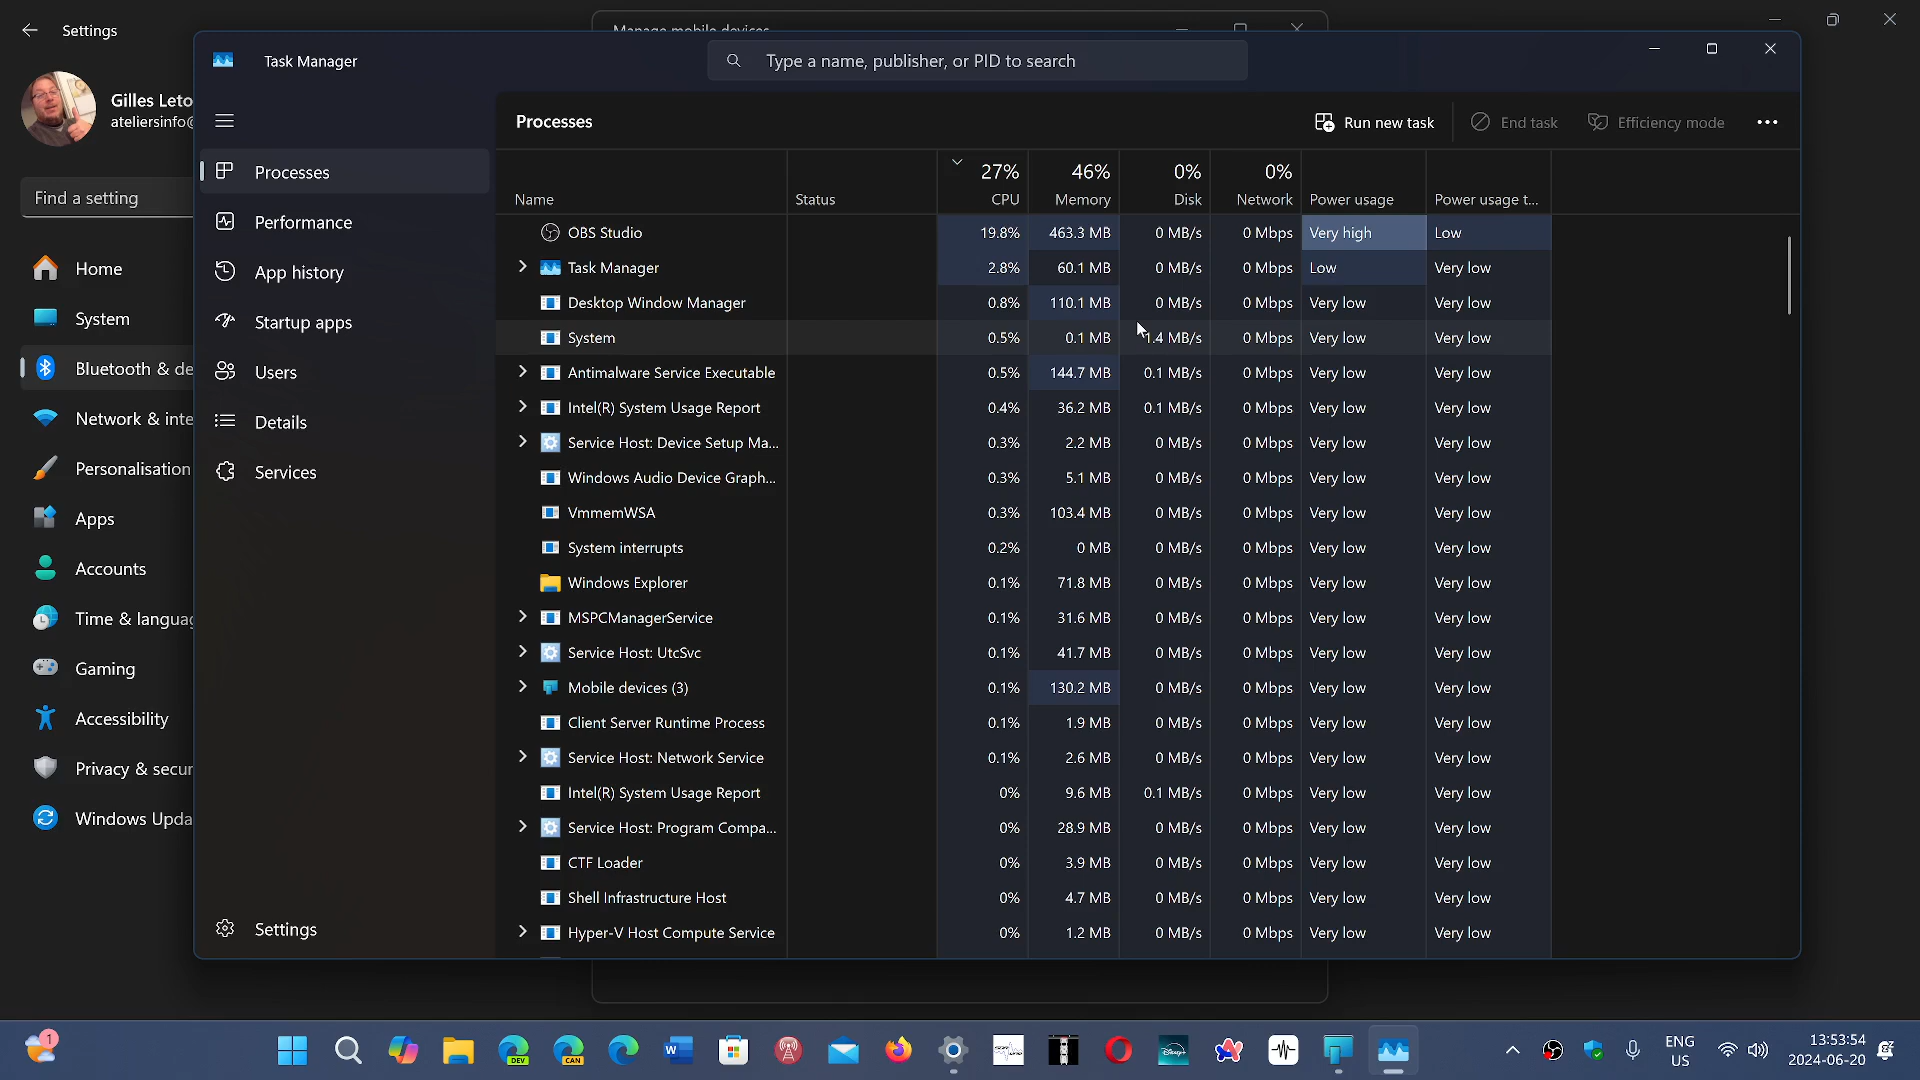 Settings
Manage mobile devices
Gilles Leto
ateliersinfo@
Find a setting
Home
System
Bluetooth & de
Network & inte
Personalisation
Apps
Accounts
Time & languag
Gaming
Accessibility
Privacy & secur
Windows Upda
Task Manager
Type a name, publisher, or PID to search
Processes
Performance
App history
Startup apps
Users
Details
Services
Settings
Processes
Run new task
End task
Efficiency mode
27% 46% 0% 0%
Name Status CPU Memory Disk Network Power usage Power usage t...
OBS Studio 19.8% 463.3 MB 0 MB/s 0 Mbps Very high Low
Task Manager 2.8% 60.1 MB 0 MB/s 0 Mbps Low Very low
Desktop Window Manager 0.8% 110.1 MB 0 MB/s 0 Mbps Very low Very low
System 0.5% 0.1 MB 1.4 MB/s 0 Mbps Very low Very low
Antimalware Service Executable 0.5% 144.7 MB 0.1 MB/s 0 Mbps Very low Very low
Intel(R) System Usage Report 0.4% 36.2 MB 0.1 MB/s 0 Mbps Very low Very low
Service Host: Device Setup Ma... 0.3% 2.2 MB 0 MB/s 0 Mbps Very low Very low
Windows Audio Device Graph... 0.3% 5.1 MB 0 MB/s 0 Mbps Very low Very low
VmmemWSA 0.3% 103.4 MB 0 MB/s 0 Mbps Very low Very low
System interrupts 0.2% 0 MB 0 MB/s 0 Mbps Very low Very low
Windows Explorer 0.1% 71.8 MB 0 MB/s 0 Mbps Very low Very low
MSPCManagerService 0.1% 31.6 MB 0 MB/s 0 Mbps Very low Very low
Service Host: UtcSvc 0.1% 41.7 MB 0 MB/s 0 Mbps Very low Very low
Mobile devices (3) 0.1% 130.2 MB 0 MB/s 0 Mbps Very low Very low
Client Server Runtime Process 0.1% 1.9 MB 0 MB/s 0 Mbps Very low Very low
Service Host: Network Service 0.1% 2.6 MB 0 MB/s 0 Mbps Very low Very low
Intel(R) System Usage Report 0% 9.6 MB 0.1 MB/s 0 Mbps Very low Very low
Service Host: Program Compa... 0% 28.9 MB 0 MB/s 0 Mbps Very low Very low
CTF Loader 0% 3.9 MB 0 MB/s 0 Mbps Very low Very low
Shell Infrastructure Host 0% 4.7 MB 0 MB/s 0 Mbps Very low Very low
Hyper-V Host Compute Service 0% 1.2 MB 0 MB/s 0 Mbps Very low Very low
1
DEV
CAN
W
Disney+
ENG
US
13:53:54
2024-06-20